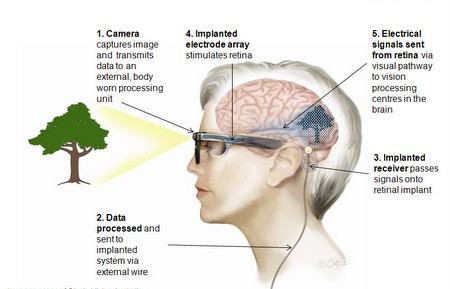 1. Camera
captures image
and transmits
data to an
external, body
worn processing
unit
4. Implanted
electrode array
stimulates retina
5. Electrical
signals sent
from retina via
visual pathway
to vision
processing
centres in the
brain
3. Implanted
receiver passes
signals onto
retinal implant
2. Data
processed and
sent to
implanted
system via
external wire